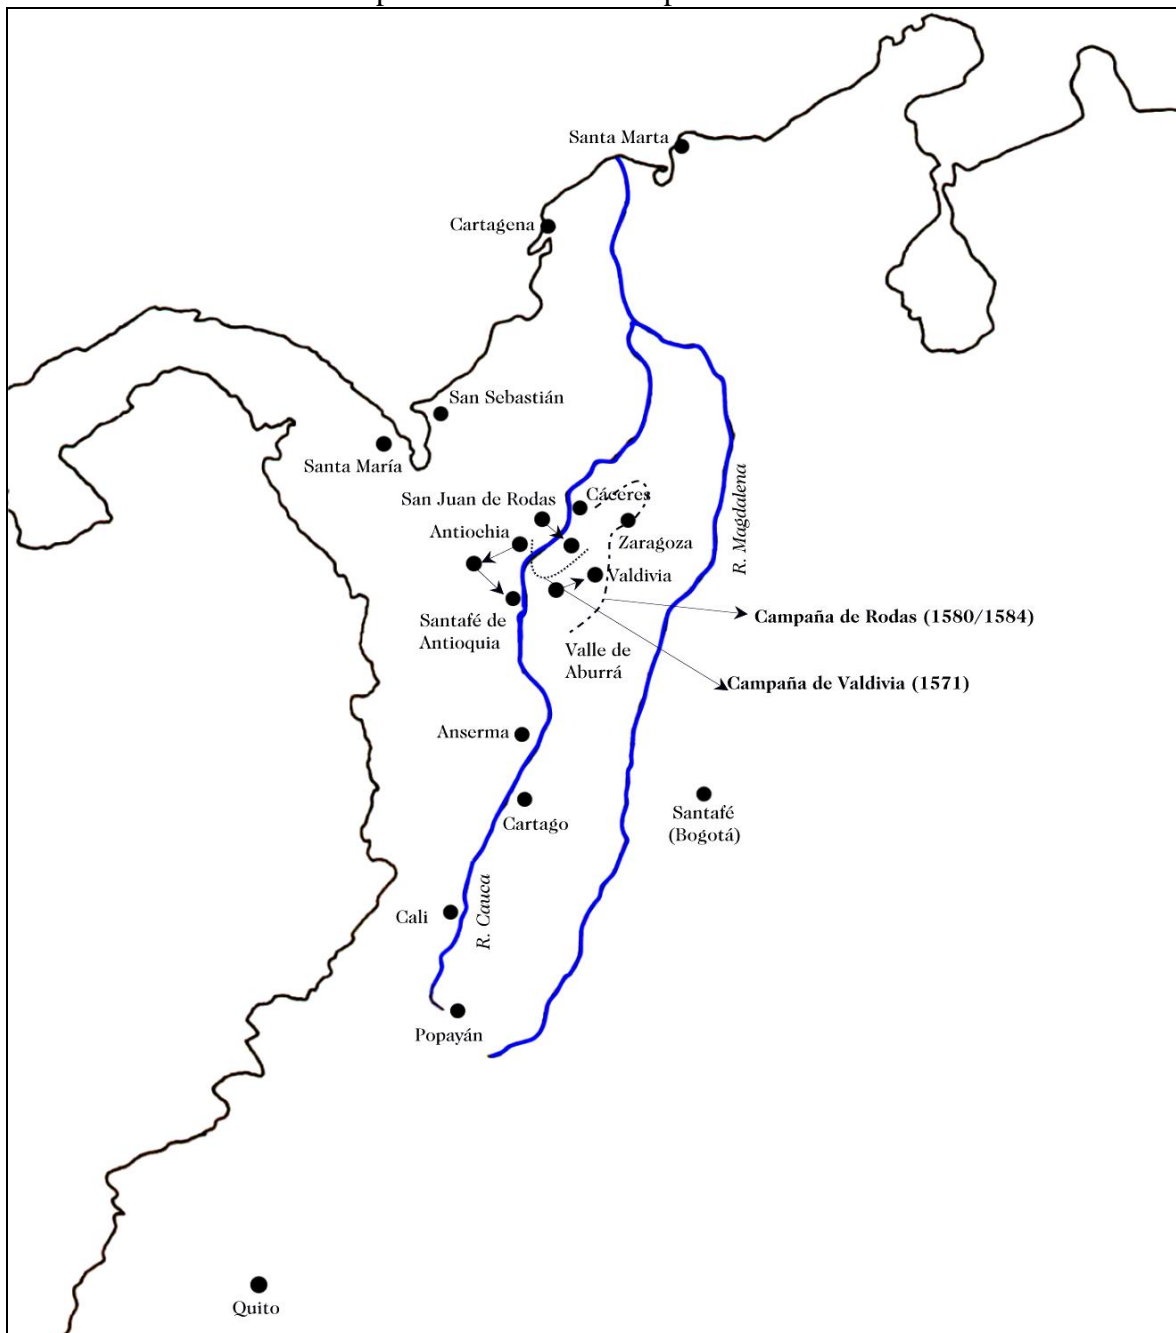 Santa Marta
Cartagena
San Sebastián
Santa María
R. Magdalena
San Juan de Rodas
Cáceres
Antiochia
Zaragoza
Valdivia
Santafé de
Antioquia
Campaña de Rodas (1580/1584)
Valle de
Aburrá
Campaña de Valdivia (1571)
Anserma
Santafé
(Bogotá)
Cartago
R. Cauca
Cali
Popayán
Quito